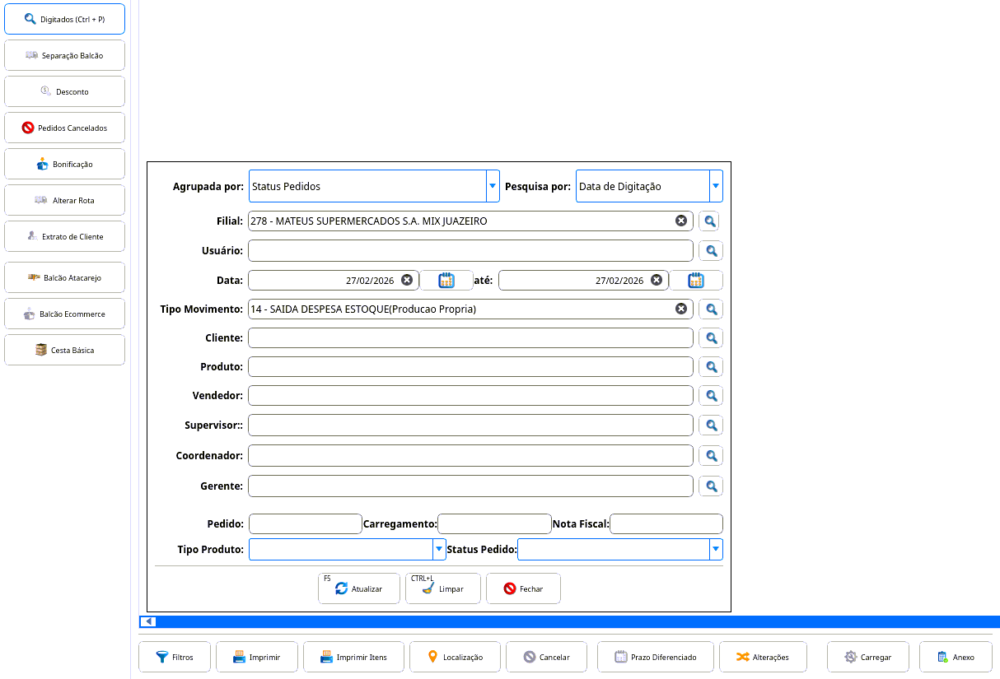 Digitados (Ctrl + P)
Separação Balcão
Desconto
Pedidos Cancelados
Bonificação
Alterar Rota
Extrato de Cliente
Balcão Atacarejo
Balcão Ecommerce
Cesta Básica
Agrupada por: Status Pedidos Pesquisa por: Data de Digitação
Filial: 278 - MATEUS SUPERMERCADOS S.A. MIX JUAZEIRO
Usuário:
Data: 27/02/2026 até: 27/02/2026
Tipo Movimento: 14 - SAIDA DESPESA ESTOQUE(Producao Propria)
Cliente:
Produto:
Vendedor:
Supervisor::
Coordenador:
Gerente:
Pedido: Carregamento: Nota Fiscal:
Tipo Produto: Status Pedido:
F5 Atualizar CTRL+L Limpar Fechar
Filtros Imprimir Imprimir Itens Localização Cancelar Prazo Diferenciado Alterações Carregar Anexo